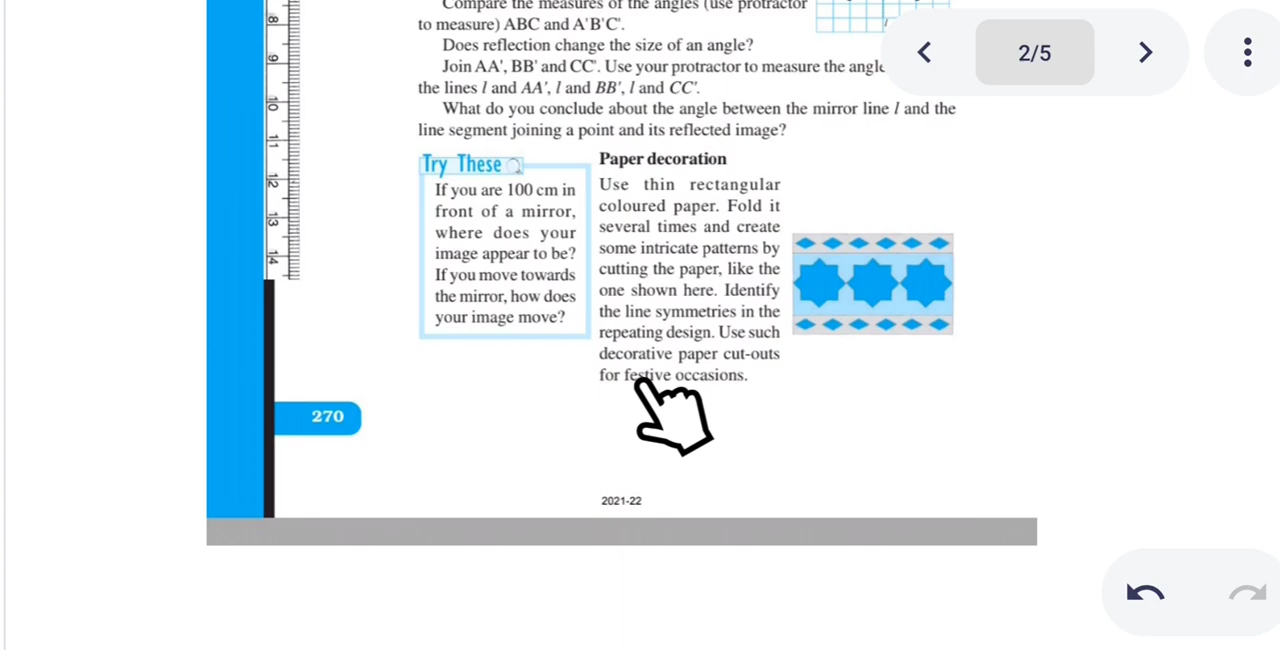 Compare the measures of the angles (use protractor
to measure) ABC and A'B'C'.
Does reflection change the size of an angle?
Join AA', BB' and CC'. Use your protractor to measure the angle
the lines l and AA', l and BB', l and CC'.
What do you conclude about the angle between the mirror line l and the
line segment joining a point and its reflected image?
Try These
If you are 100 cm in
front of a mirror,
where does your
image appear to be?
If you move towards
the mirror, how does
your image move?
Paper decoration
Use thin rectangular
coloured paper. Fold it
several times and create
some intricate patterns by
cutting the paper, like the
one shown here. Identify
the line symmetries in the
repeating design. Use such
decorative paper cut-outs
for festive occasions.
8
9
10
11
12
13
14
270
2021-22
2/5